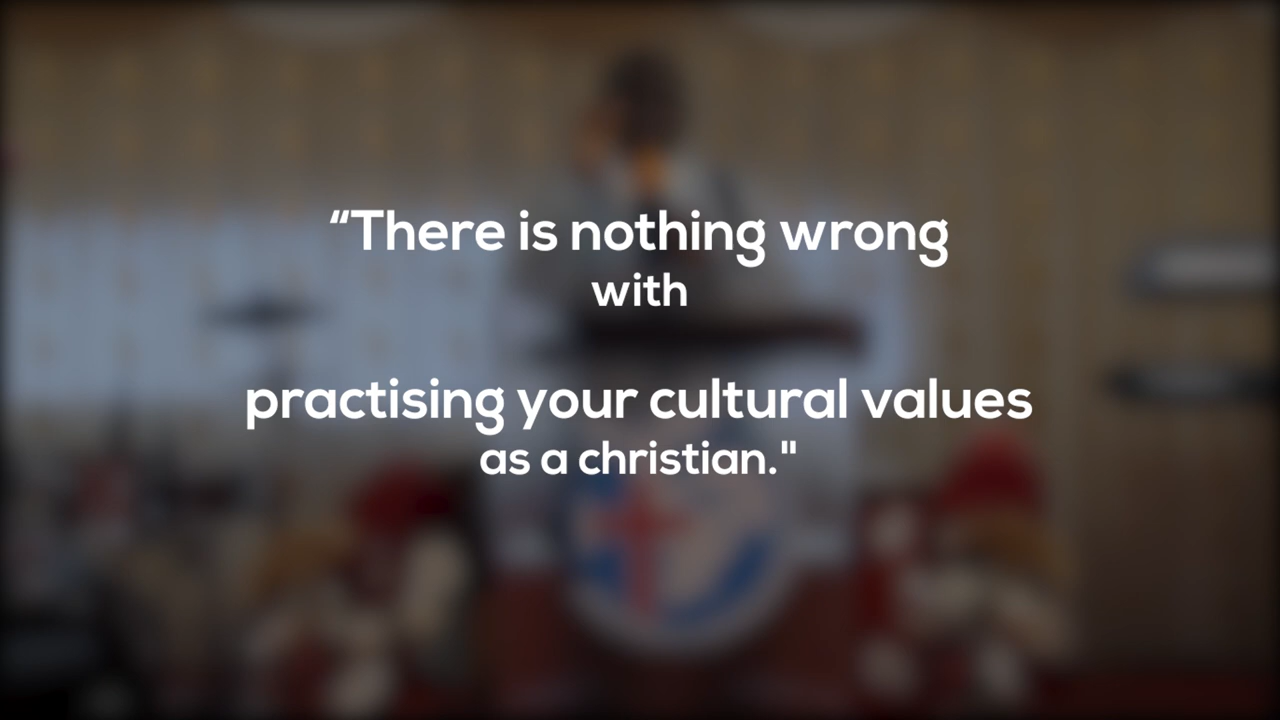 “There is nothing wrong
with
practising your cultural values
as a christian."